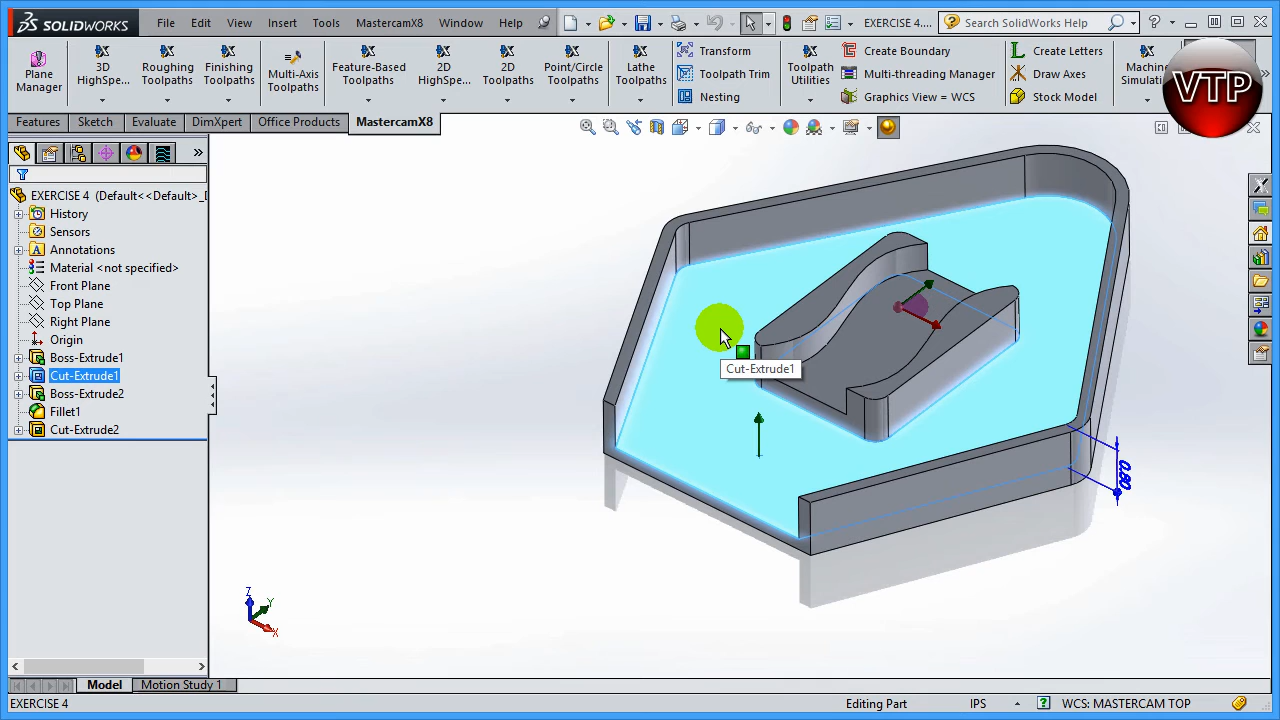 SOLIDWORKS File Edit View Insert Tools MastercamX8 Window Help EXERCISE 4.... Search SolidWorks Help
Plane Manager
3D HighSpe...
Roughing Toolpaths
Finishing Toolpaths
Multi-Axis Toolpaths
Feature-Based Toolpaths
2D HighSpe...
2D Toolpaths
Point/Circle Toolpaths
Lathe Toolpaths
Transform
Toolpath Trim
Nesting
Toolpath Utilities
Create Boundary
Multi-threading Manager
Graphics View = WCS
Create Letters
Draw Axes
Stock Model
Machine
Simulatio
VTP
Features Sketch Evaluate DimXpert Office Products MastercamX8
EXERCISE 4 (Default<<Default>_D
History
Sensors
Annotations
Material <not specified>
Front Plane
Top Plane
Right Plane
Origin
Boss-Extrude1
Cut-Extrude1
Boss-Extrude2
Fillet1
Cut-Extrude2
Cut-Extrude1
0.80
Z
Y
X
Model Motion Study 1
EXERCISE 4 Editing Part IPS WCS: MASTERCAM TOP